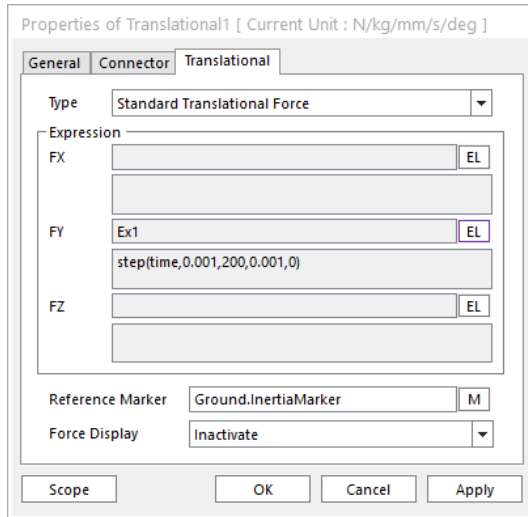 Properties of Translational1 [ Current Unit : N/kg/mm/s/deg ]
General Connector Translational
Type Standard Translational Force
Expression
FX EL
FY Ex1 EL
step(time,0.001,200,0.001,0)
FZ EL
Reference Marker Ground.InertiaMarker M
Force Display Inactivate
Scope OK Cancel Apply